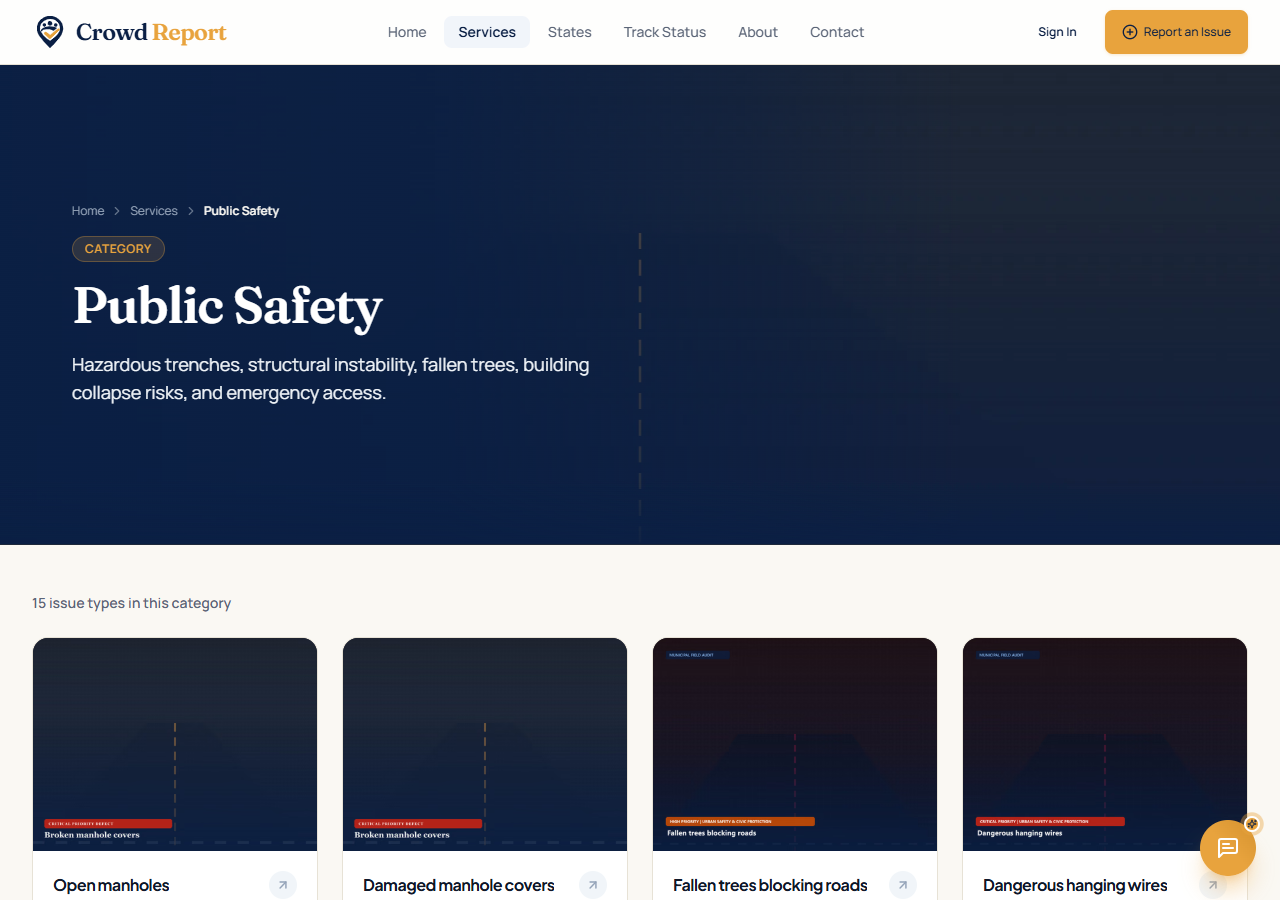 Crowd Report
Home
Services
States
Track Status
About
Contact
Sign In
Report an Issue
Home
Services
Public Safety
CATEGORY
Public Safety
Hazardous trenches, structural instability, fallen trees, building
collapse risks, and emergency access.
15 issue types in this category
CRITICAL PRIORITY DEFECT
Broken manhole covers
Open manholes
CRITICAL PRIORITY DEFECT
Broken manhole covers
Damaged manhole covers
MUNICIPAL FIELD AUDIT
HIGH PRIORITY | URBAN SAFETY & CIVIC PROTECTION
Fallen trees blocking roads
Fallen trees blocking roads
MUNICIPAL FIELD AUDIT
CRITICAL PRIORITY | URBAN SAFETY & CIVIC PROTECTION
Dangerous hanging wires
Dangerous hanging wires